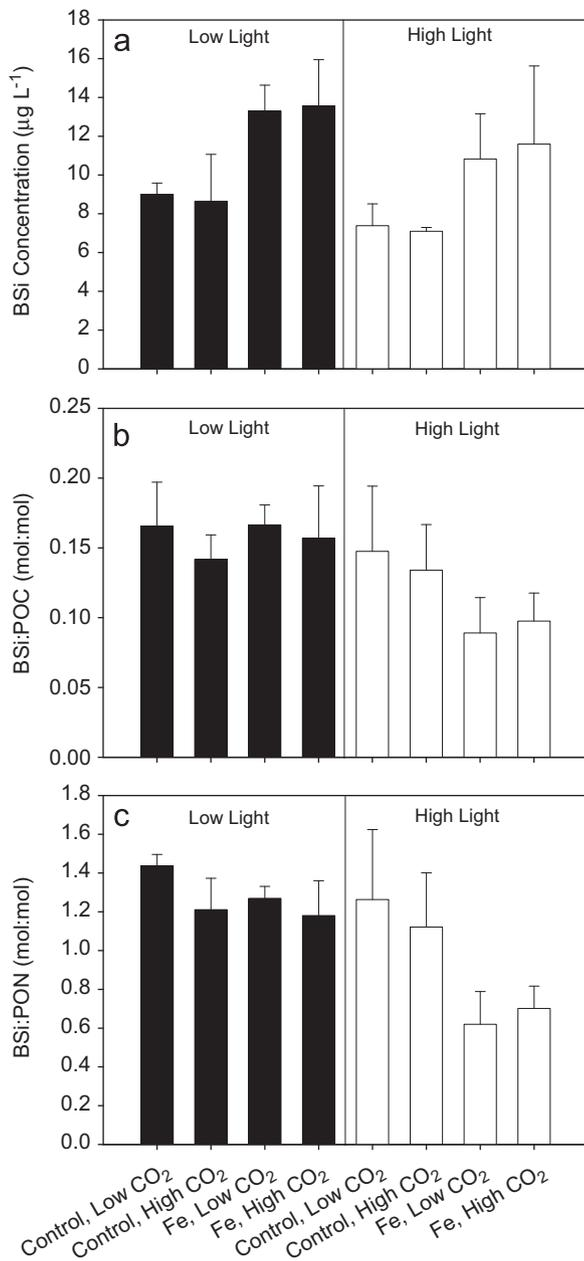 a
Low Light
High Light
BSi Concentration (μg L⁻¹)
18
16
14
12
10
8
6
4
2
0
b
Low Light
High Light
BSi:POC (mol:mol)
0.25
0.20
0.15
0.10
0.05
0.00
c
Low Light
High Light
BSi:PON (mol:mol)
1.8
1.6
1.4
1.2
1.0
0.8
0.6
0.4
0.2
0.0
Control, Low CO₂
Control, High CO₂
Fe, Low CO₂
Fe, High CO₂
Control, Low CO₂
Control, High CO₂
Fe, Low CO₂
Fe, High CO₂